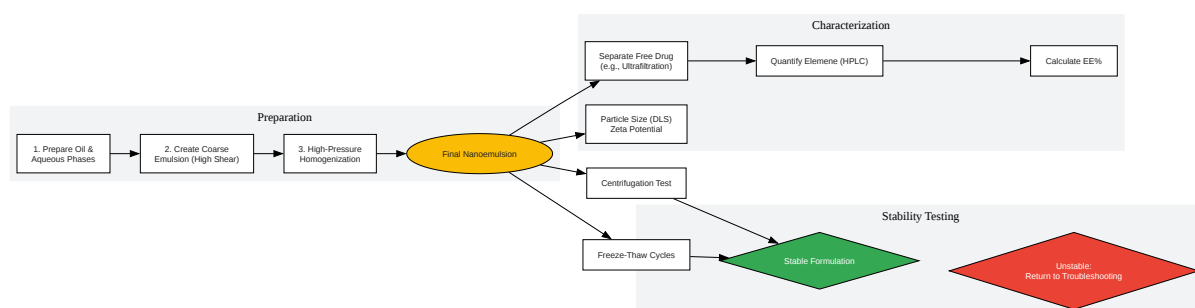 Preparation
1. Prepare Oil &
Aqueous Phases
2. Create Coarse
Emulsion (High Shear)
3. High-Pressure
Homogenization
Final Nanoemulsion
Characterization
Separate Free Drug
(e.g., Ultrafiltration)
Quantify Elemene (HPLC)
Calculate EE%
Particle Size (DLS)
Zeta Potential
Centrifugation Test
Stability Testing
Freeze-Thaw Cycles
Stable Formulation
Unstable:
Return to Troubleshooting